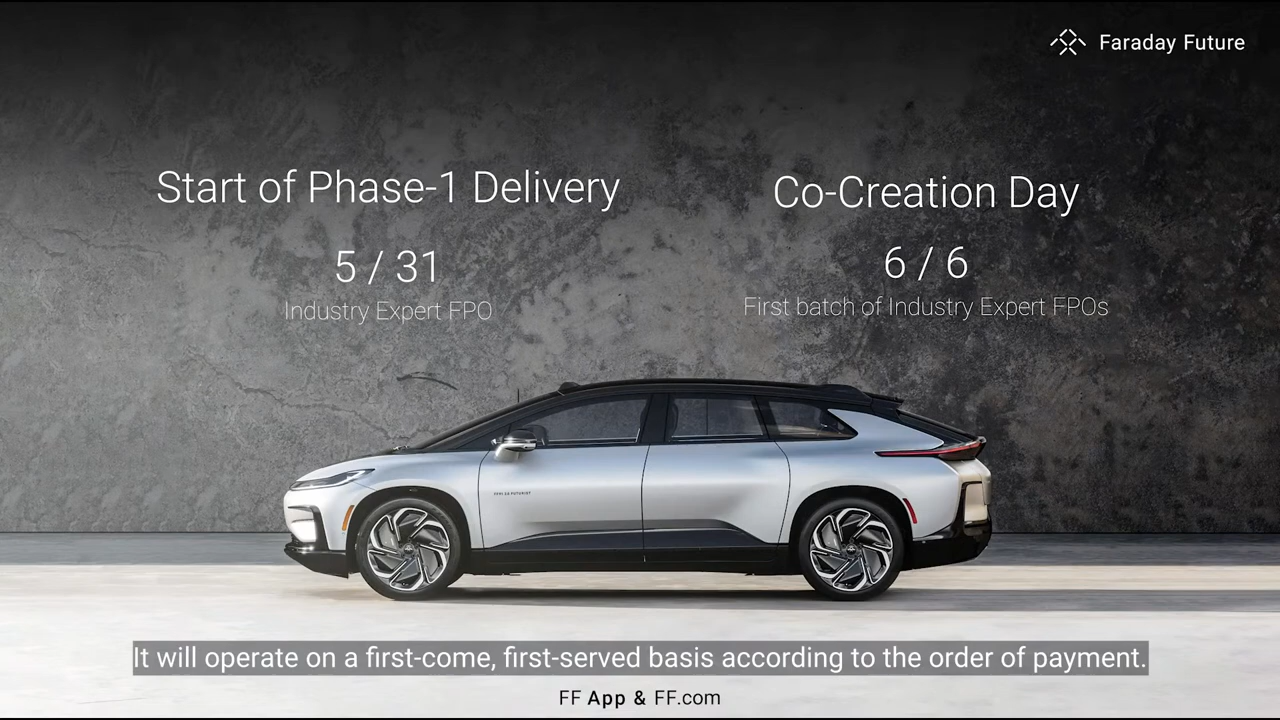 Faraday Future
Start of Phase-1 Delivery
5 / 31
Industry Expert FPO
Co-Creation Day
6 / 6
First batch of Industry Expert FPOs
It will operate on a first-come, first-served basis according to the order of payment.
FF App & FF.com